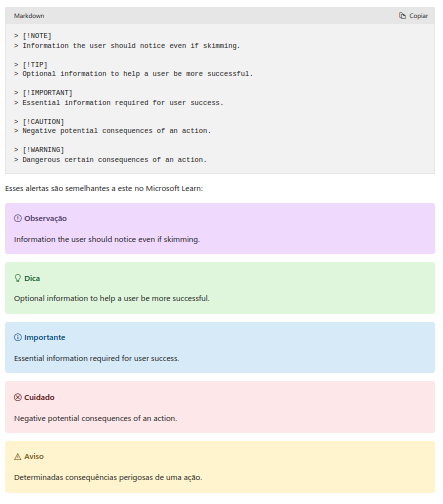 Markdown
Copiar
> [!NOTE]
> Information the user should notice even if skimming.
> [!TIP]
> Optional information to help a user be more successful.
> [!IMPORTANT]
> Essential information required for user success.
> [!CAUTION]
> Negative potential consequences of an action.
> [!WARNING]
> Dangerous certain consequences of an action.
Esses alertas são semelhantes a este no Microsoft Learn:
Observação
Information the user should notice even if skimming.
Dica
Optional information to help a user be more successful.
Importante
Essential information required for user success.
Cuidado
Negative potential consequences of an action.
Aviso
Determinadas consequências perigosas de uma ação.